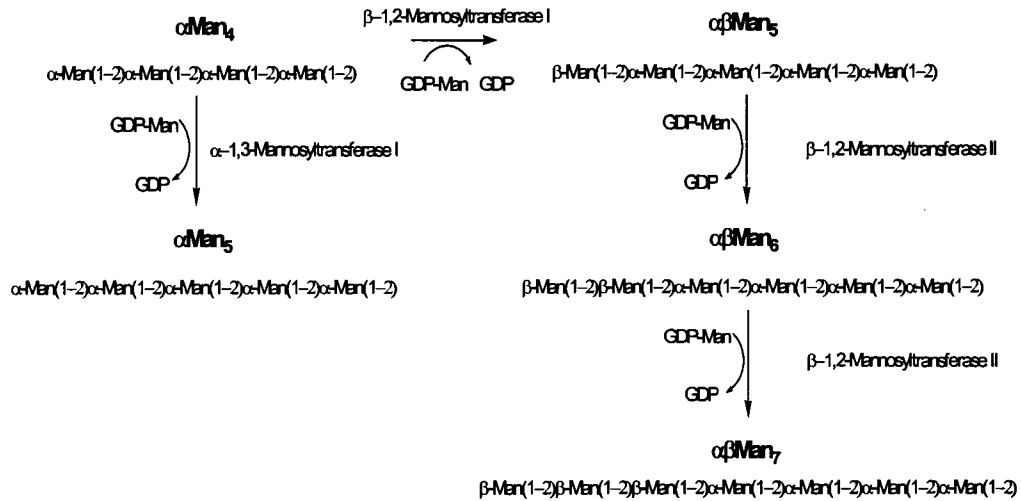 αMan₄
β–1,2-Mannosyltransferase I
αβMan₅
α-Man(1–2)α-Man(1–2)α-Man(1–2)α-Man(1–2)
GDP-Man GDP
β-Man(1–2)α-Man(1–2)α-Man(1–2)α-Man(1–2)α-Man(1–2)
GDP-Man
α–1,3-Mannosyltransferase I
GDP
GDP-Man
β–1,2-Mannosyltransferase II
GDP
αMan₅
αβMan₆
α-Man(1–2)α-Man(1–2)α-Man(1–2)α-Man(1–2)α-Man(1–2)
β-Man(1–2)β-Man(1–2)α-Man(1–2)α-Man(1–2)α-Man(1–2)α-Man(1–2)
GDP-Man
β–1,2-Mannosyltransferase II
GDP
αβMan₇
β-Man(1–2)β-Man(1–2)β-Man(1–2)α-Man(1–2)α-Man(1–2)α-Man(1–2)α-Man(1–2)